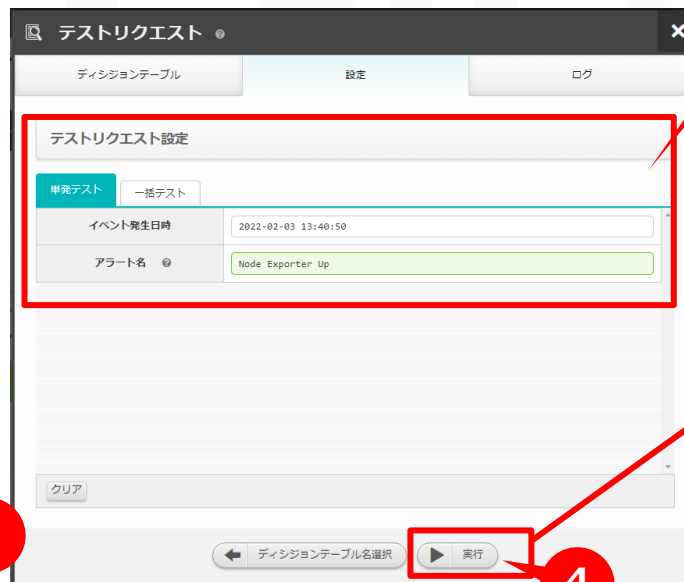 テストリクエスト
ディシジョンテーブル
設定
ログ
テストリクエスト設定
単発テスト
一括テスト
イベント発生日時
2022-02-03 13:40:50
アラート名
Node Exporter Up
クリア
ディシジョンテーブル名選択
実行
4